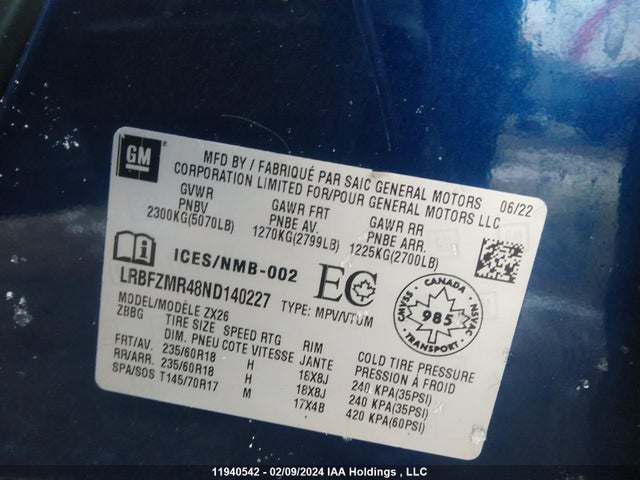 GM
MFD BY / FABRIQUÉ PAR SAIC GENERAL MOTORS 06/22
CORPORATION LIMITED FOR/POUR GENERAL MOTORS LLC
GVWR GAWR FRT GAWR RR
PNBV PNBE AV. PNBE ARR.
2300KG(5070LB) 1270KG(2799LB) 1225KG(2700LB)
ICES/NMB-002 EC
LRBFZMR48ND140227 TYPE: MPV/VTUM
CANADA
CMVSS 985 NSVAC
TRANSPORT
MODEL/MODÈLE ZX26
ZBBG TIRE SIZE SPEED RTG RIM COLD TIRE PRESSURE
DIM. PNEU COTE VITESSE JANTE PRESSION À FROID
FRT/AV. 235/60R18 H 18X8J 240 KPA(35PSI)
RR/ARR. 235/60R18 H 18X8J 240 KPA(35PSI)
SPA/SOS T145/70R17 M 17X4B 420 KPA(60PSI)
11940542 - 02/09/2024 IAA Holdings , LLC